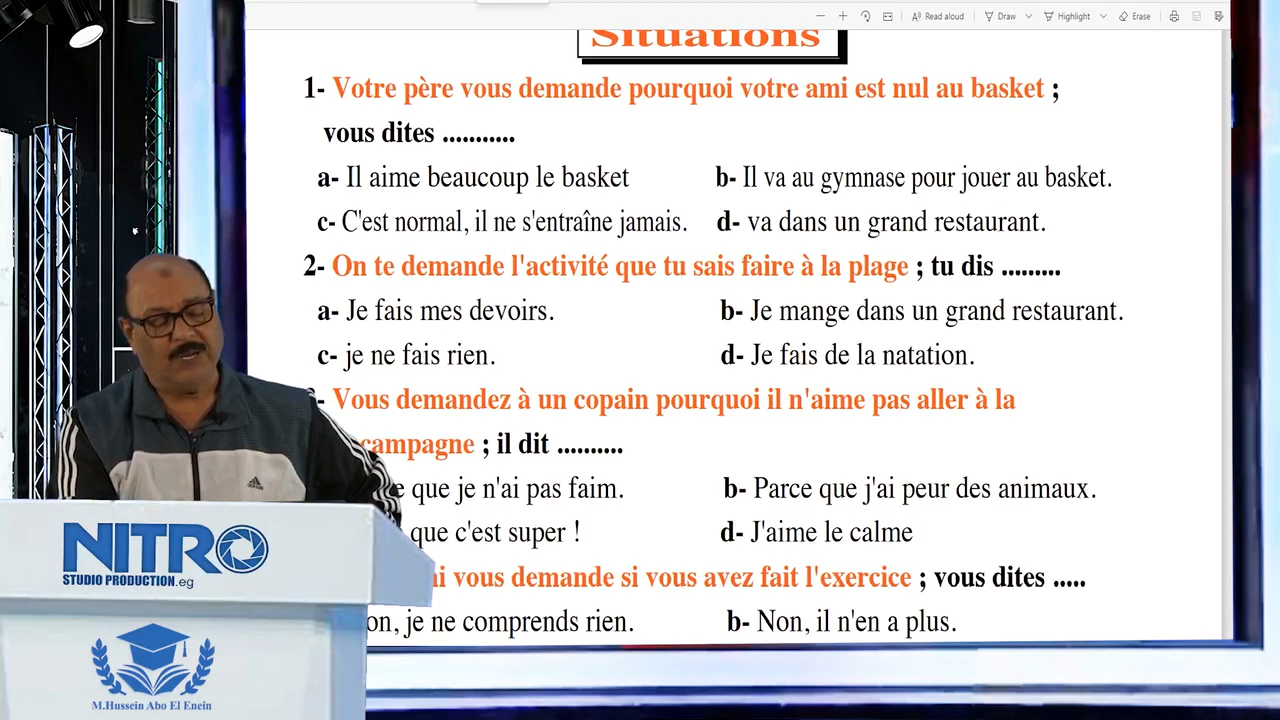 Read aloud
Draw
Highlight
Erase
Situations
1- Votre père vous demande pourquoi votre ami est nul au basket ;
vous dites ...........
a- Il aime beaucoup le basket b- Il va au gymnase pour jouer au basket.
c- C'est normal, il ne s'entraîne jamais. d- va dans un grand restaurant.
2- On te demande l'activité que tu sais faire à la plage ; tu dis .........
a- Je fais mes devoirs. b- Je mange dans un grand restaurant.
c- je ne fais rien. d- Je fais de la natation.
Vous demandez à un copain pourquoi il n'aime pas aller à la
campagne ; il dit ..........
que je n'ai pas faim. b- Parce que j'ai peur des animaux.
que c'est super ! d- J'aime le calme
vous demande si vous avez fait l'exercice ; vous dites .....
je ne comprends rien. b- Non, il n'en a plus.
NITRO
STUDIO PRODUCTION.eg
M.Hussein Abo El Enein